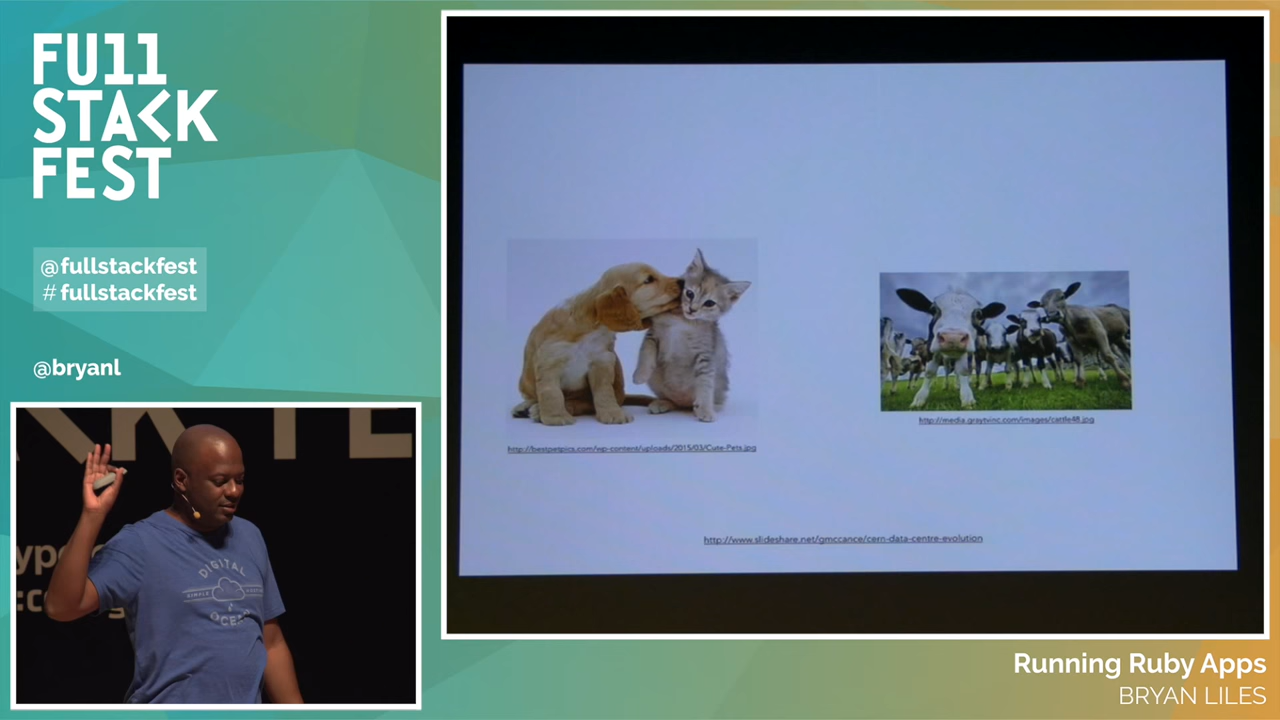 FU11
STACK
FEST
@fullstackfest
# fullstackfest
@bryanl
DIGITAL
OCEAN
http://bestpetpics.com/wp-content/uploads/2015/03/Cute-Pets.jpg
http://media.graytvinc.com/images/cattle48.jpg
http://www.slideshare.net/gmccance/cern-data-centre-evolution
Running Ruby Apps
BRYAN LILES